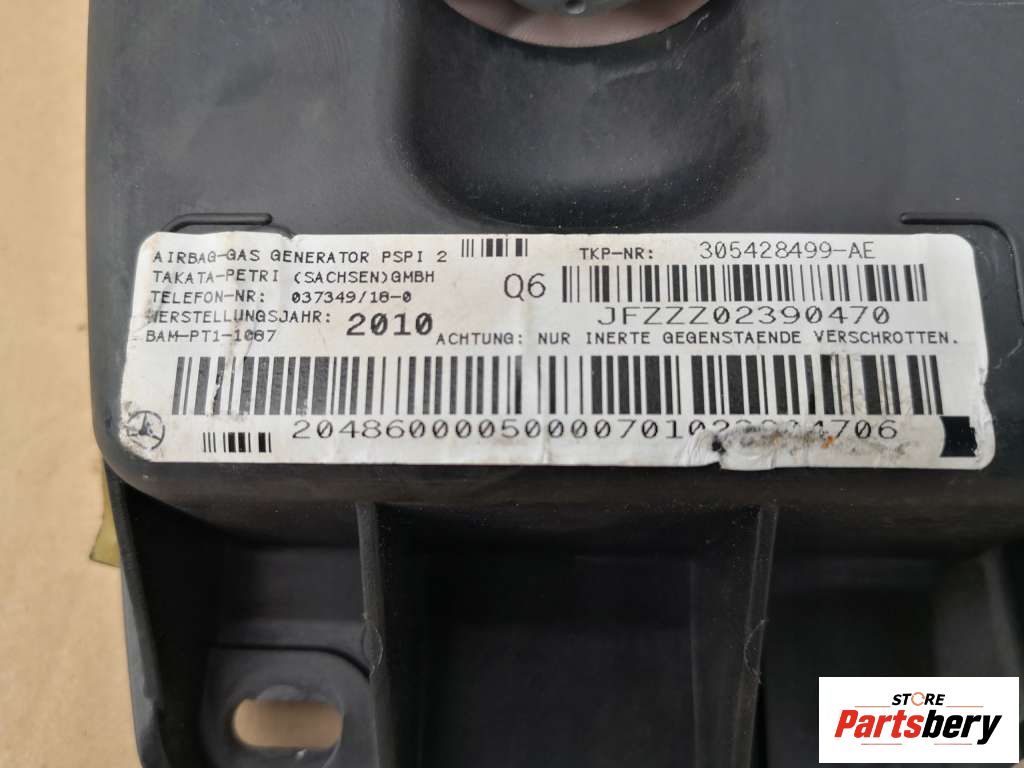 AIRBAG-GAS GENERATOR PSPI 2
TAKATA-PETRI (SACHSEN)GMBH
TELEFON-NR: 037349/18-0
HERSTELLUNGSJAHR: 2010
BAM-PT1-1087
TKP-NR: 305428499-AE
Q6
JFZZZ02390470
ACHTUNG: NUR INERTE GEGENSTAENDE VERSCHROTTEN.
STORE
Partsbery